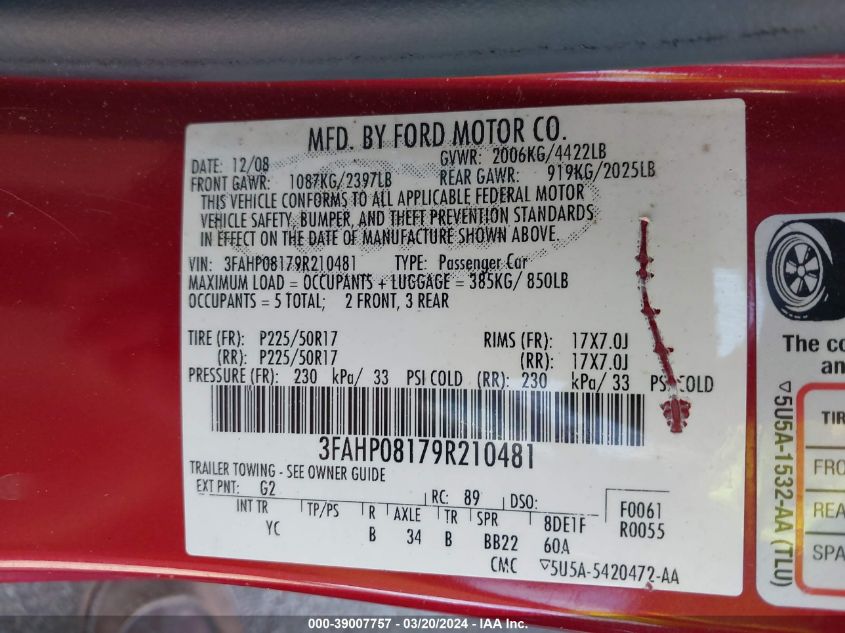 MFD. BY FORD MOTOR CO.
DATE: 12/08 GVWR: 2006KG/4422LB
FRONT GAWR: 1087KG/2397LB REAR GAWR: 919KG/2025LB
THIS VEHICLE CONFORMS TO ALL APPLICABLE FEDERAL MOTOR
VEHICLE SAFETY, BUMPER, AND THEFT PREVENTION STANDARDS
IN EFFECT ON THE DATE OF MANUFACTURE SHOWN ABOVE.
VIN: 3FAHP08179R210481 TYPE: Passenger Car
MAXIMUM LOAD = OCCUPANTS + LUGGAGE = 385KG/ 850LB
OCCUPANTS = 5 TOTAL; 2 FRONT, 3 REAR
TIRE (FR): P225/50R17 RIMS (FR): 17X7.0J
(RR): P225/50R17 (RR): 17X7.0J
PRESSURE (FR): 230 kPa/ 33 PSI COLD (RR): 230 kPa/ 33 PSI COLD
3FAHP08179R210481
TRAILER TOWING - SEE OWNER GUIDE
EXT PNT: G2 RC: 89 DSO: F0061
INT TR TP/PS R AXLE TR SPR 8DE1F R0055
YC B 34 B BB22 60A
CMC ▽5U5A-5420472-AA
▽5U5A-1532-AA (TLU)
The co
an
TIR
FRO
REA
SPA
000-39007757 - 03/20/2024 - IAA Inc.